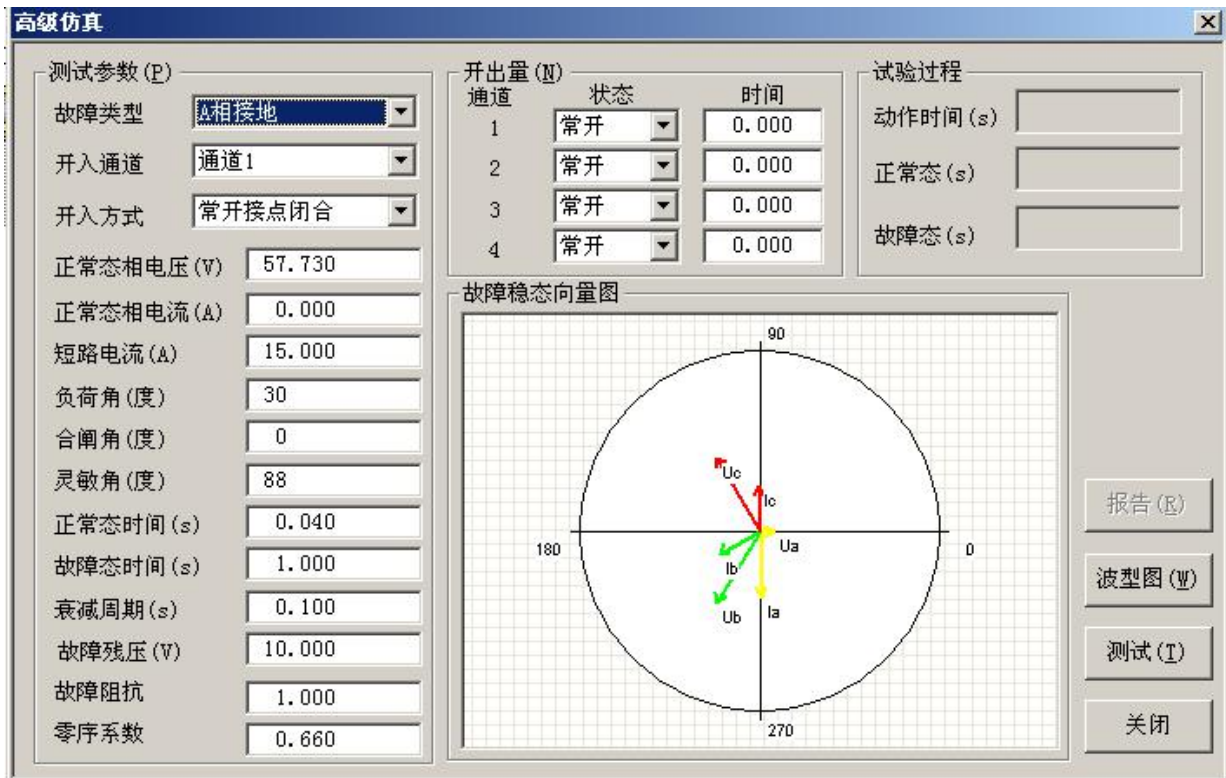 高级仿真
测试参数(P)
故障类型 A相接地
开入通道 通道1
开入方式 常开接点闭合
正常态相电压(V) 57.730
正常态相电流(A) 0.000
短路电流(A) 15.000
负荷角(度) 30
合阐角(度) 0
灵敏角(度) 88
正常态时间(s) 0.040
故障态时间(s) 1.000
衰减周期(s) 0.100
故障残压(V) 10.000
故障阻抗 1.000
零序系数 0.660
开出量(N)
通道 状态 时间
1 常开 0.000
2 常开 0.000
3 常开 0.000
4 常开 0.000
试验过程
动作时间(s)
正常态(s)
故障态(s)
故障稳态向量图
90
Uc
Ic
180
Ua
0
Ib
Ub
Ia
270
报告(R)
波型图(W)
测试(T)
关闭